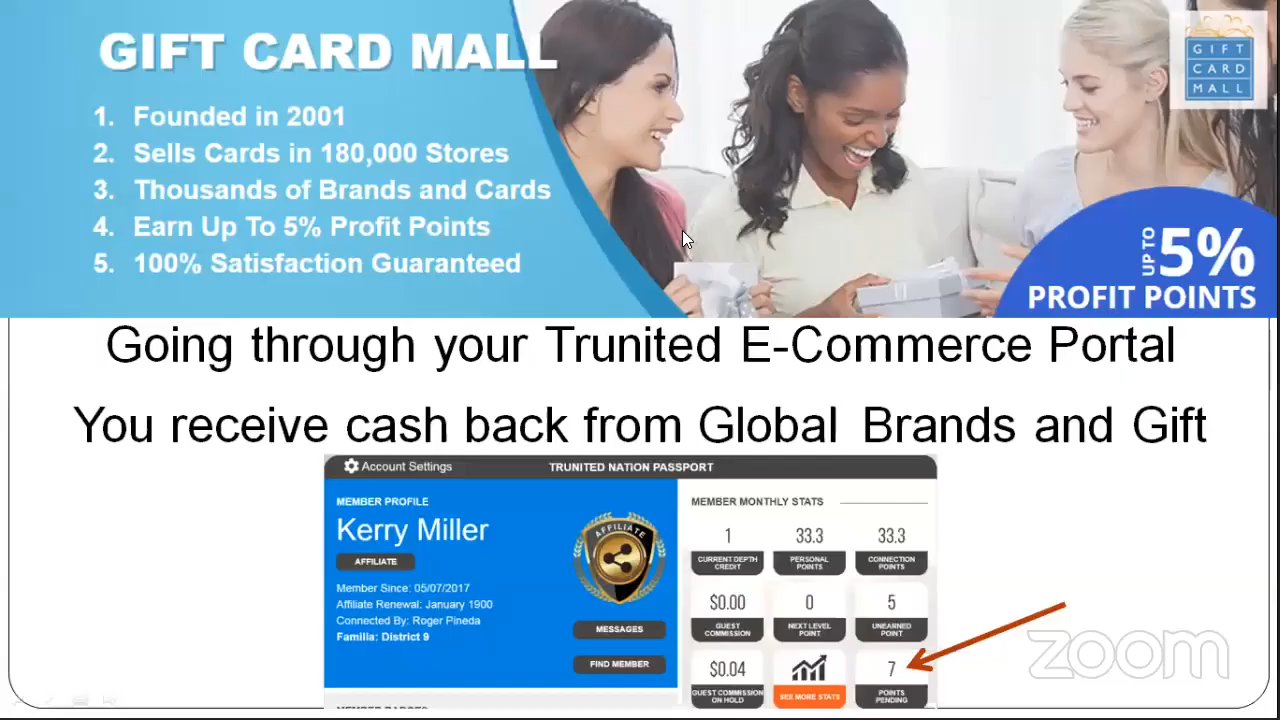 GIFT CARD MALL
1. Founded in 2001
2. Sells Cards in 180,000 Stores
3. Thousands of Brands and Cards
4. Earn Up To 5% Profit Points
5. 100% Satisfaction Guaranteed
GIFT
CARD
MALL
UP TO 5%
PROFIT POINTS
Going through your Trunited E-Commerce Portal
You receive cash back from Global Brands and Gift
Account Settings
TRUNITED NATION PASSPORT
MEMBER PROFILE
Kerry Miller
AFFILIATE
Member Since: 05/07/2017
Affiliate Renewal: January 1900
Connected By: Roger Pineda
Familia: District 9
AFFILIATE
MESSAGES
FIND MEMBER
MEMBER MONTHLY STATS
1
CURRENT DEPTH
CREDIT
33.3
PERSONAL
POINTS
33.3
CONNECTION
POINTS
$0.00
GUEST
COMMISSION
0
NEXT LEVEL
POINT
5
UNEARNED
POINT
$0.04
GUEST COMMISSION
ON HOLD
SEE MORE STATS
7
POINTS
PENDING
zoom